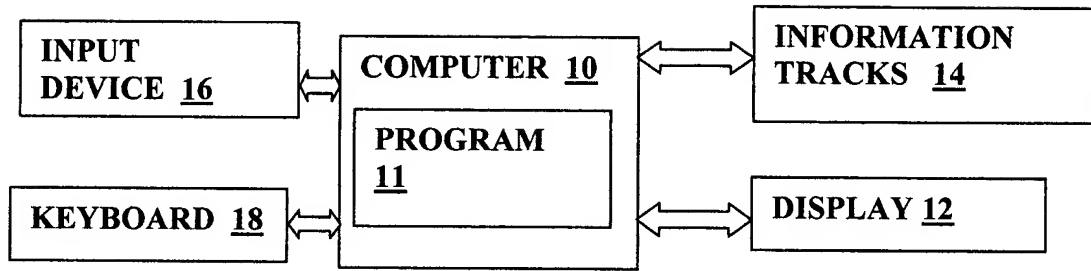 INPUT
DEVICE 16
COMPUTER 10
PROGRAM
11
INFORMATION
TRACKS 14
KEYBOARD 18
DISPLAY 12